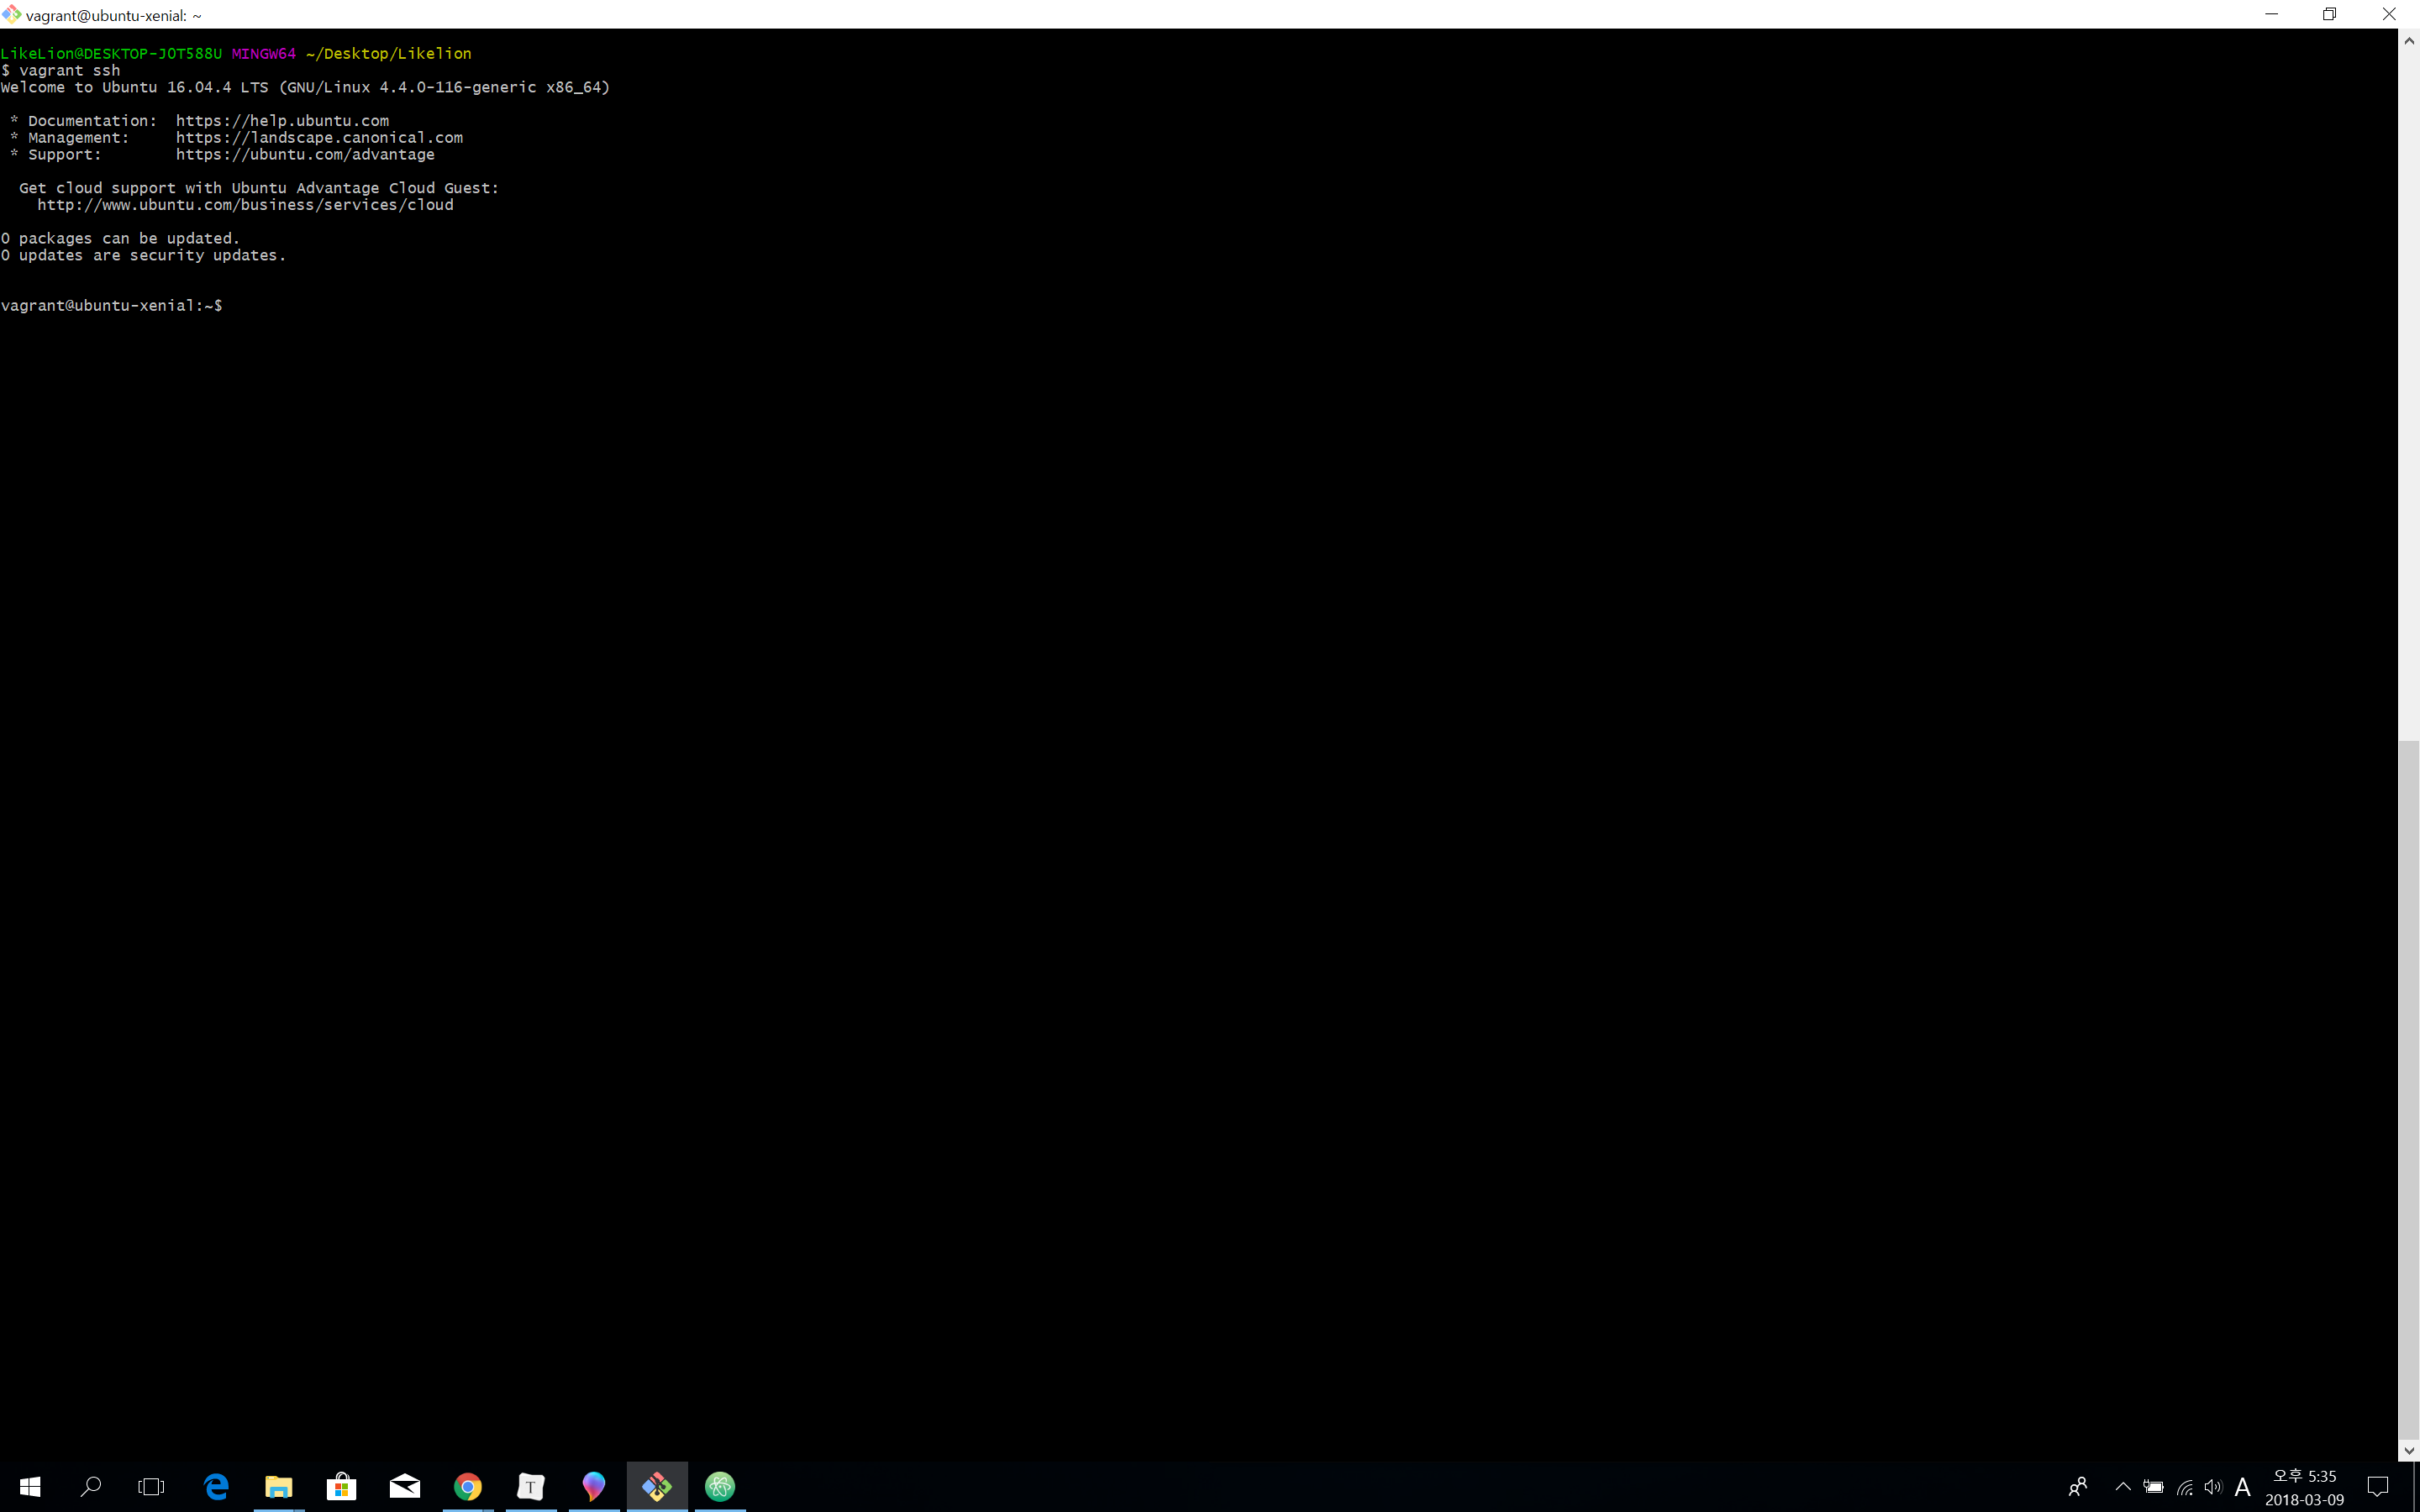 vagrant@ubuntu-xenial: ~
LikeLion@DESKTOP-JOT588U MINGW64 ~/Desktop/Likelion
$ vagrant ssh
Welcome to Ubuntu 16.04.4 LTS (GNU/Linux 4.4.0-116-generic x86_64)
* Documentation:  https://help.ubuntu.com
* Management:     https://landscape.canonical.com
* Support:        https://ubuntu.com/advantage
Get cloud support with Ubuntu Advantage Cloud Guest:
http://www.ubuntu.com/business/services/cloud
0 packages can be updated.
0 updates are security updates.
vagrant@ubuntu-xenial:~$
T
A
오후 5:35
2018-03-09